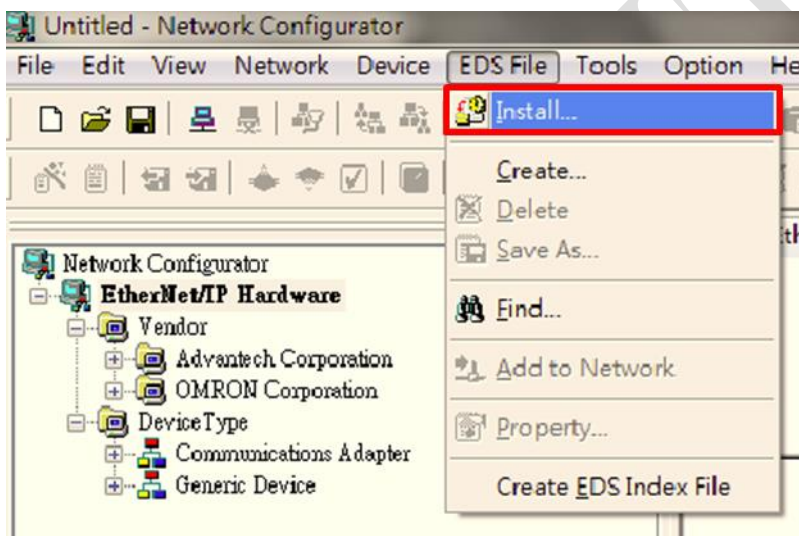 Untitled - Network Configurator
File Edit View Network Device EDS File Tools Option He
Install...
Create...
Delete
Save As...
Find...
Add to Network
Property...
Create EDS Index File
Network Configurator
EtherNet/IP Hardware
Vendor
Advantech Corporation
OMRON Corporation
DeviceType
Communications Adapter
Generic Device